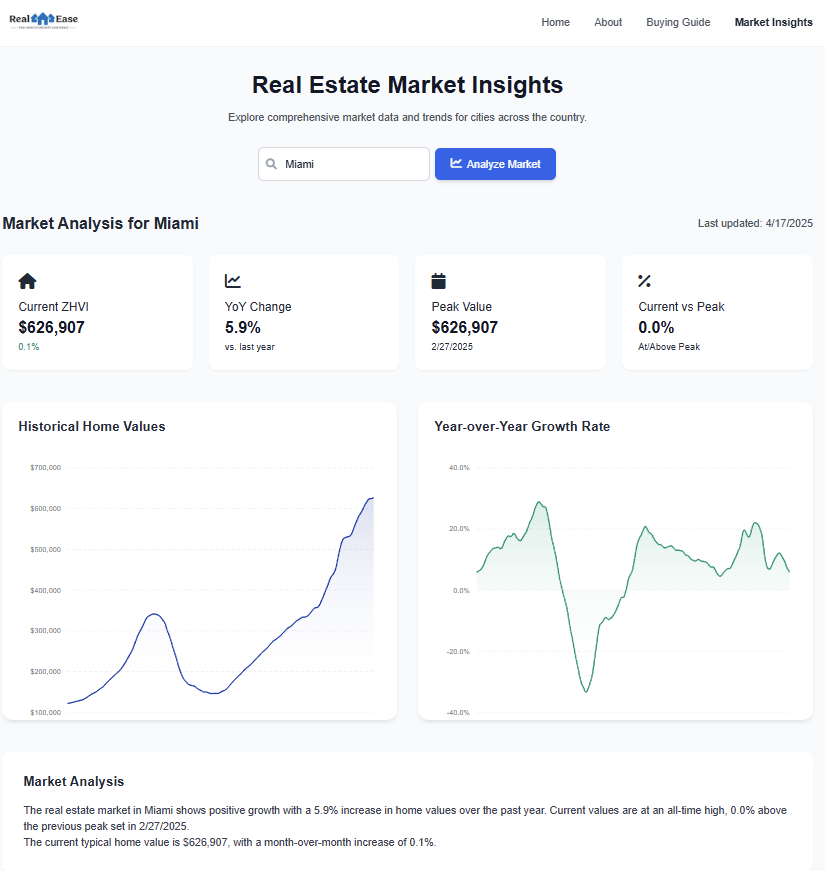 Real Ease
Home About Buying Guide Market Insights
Real Estate Market Insights
Explore comprehensive market data and trends for cities across the country.
Miami
Analyze Market
Market Analysis for Miami
Last updated: 4/17/2025
Current ZHVI
$626,907
0.1%
YoY Change
5.9%
vs. last year
Peak Value
$626,907
2/27/2025
Current vs Peak
0.0%
At/Above Peak
Historical Home Values
$700,000
$600,000
$500,000
$400,000
$300,000
$200,000
$100,000
Year-over-Year Growth Rate
40.0%
20.0%
0.0%
-20.0%
-40.0%
Market Analysis
The real estate market in Miami shows positive growth with a 5.9% increase in home values over the past year. Current values are at an all-time high, 0.0% above
the previous peak set in 2/27/2025.
The current typical home value is $626,907, with a month-over-month increase of 0.1%.